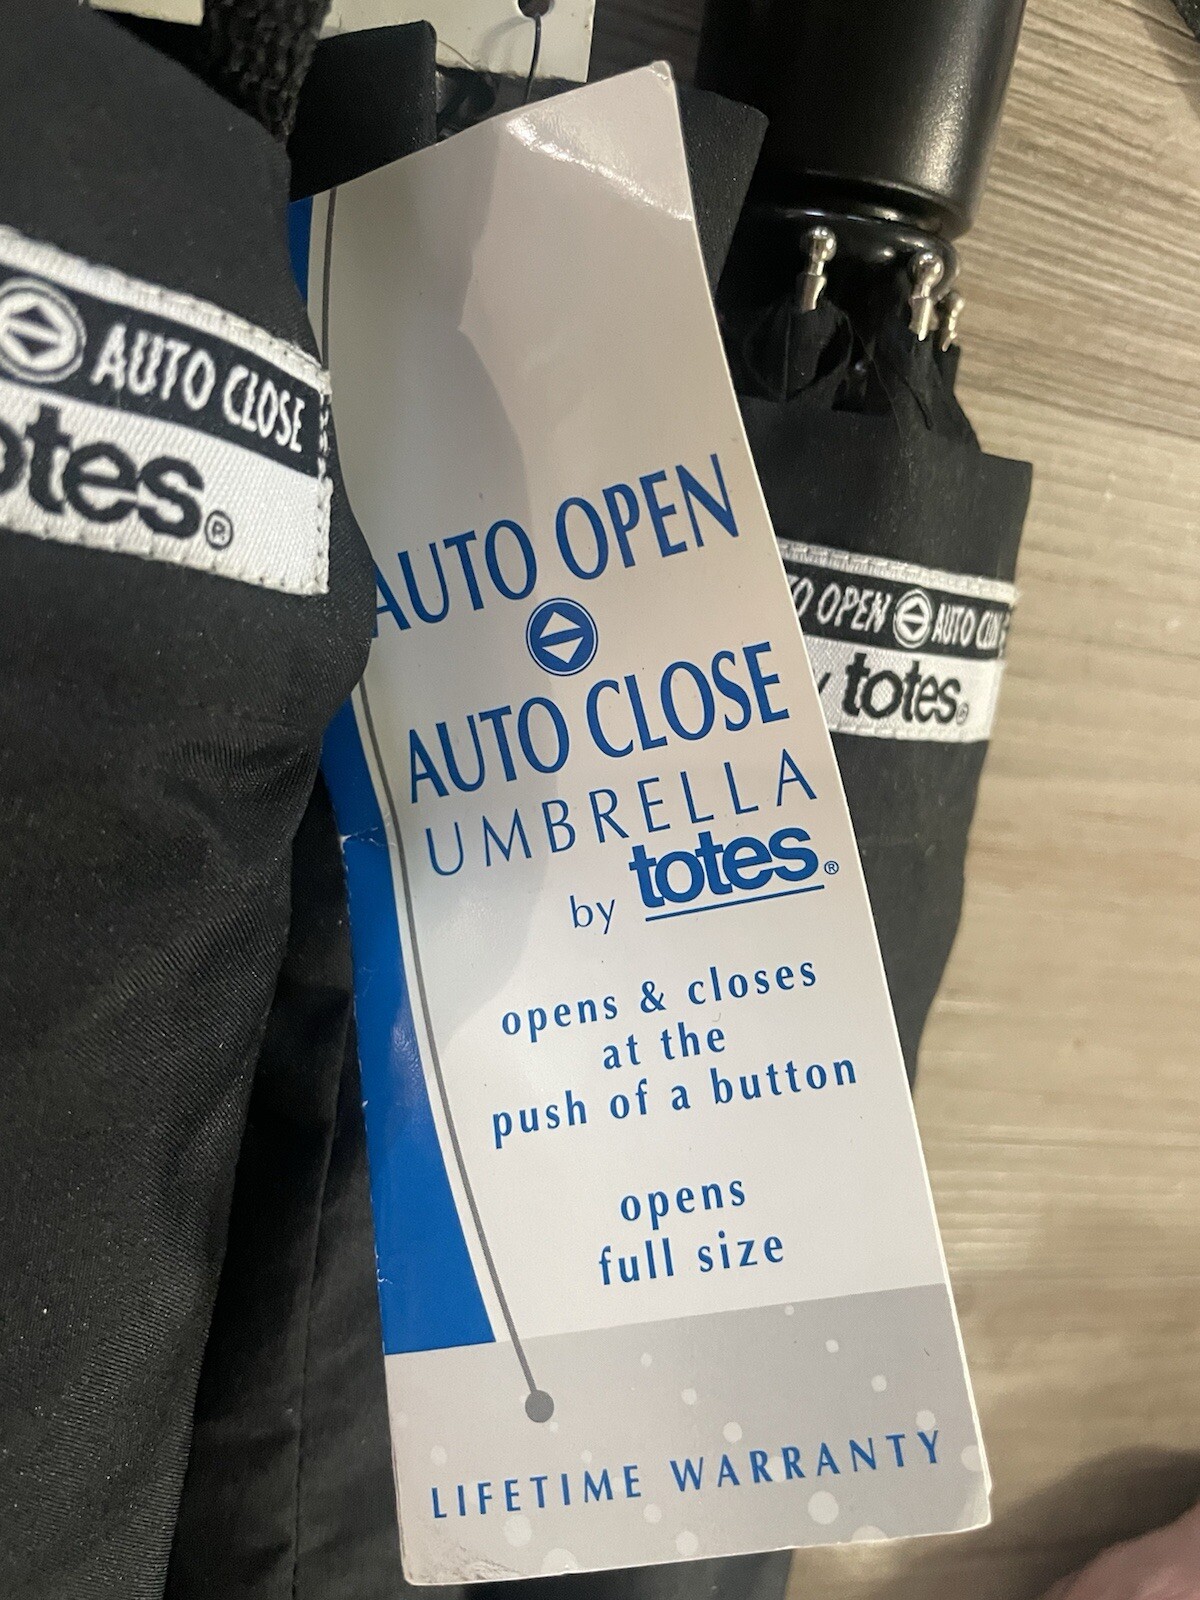 AUTO CLOSE
totes®
AUTO OPEN
AUTO CLOSE
UMBRELLA
by totes®
opens & closes
at the
push of a button
opens
full size
LIFETIME WARRANTY
OPEN AUTO
totes®